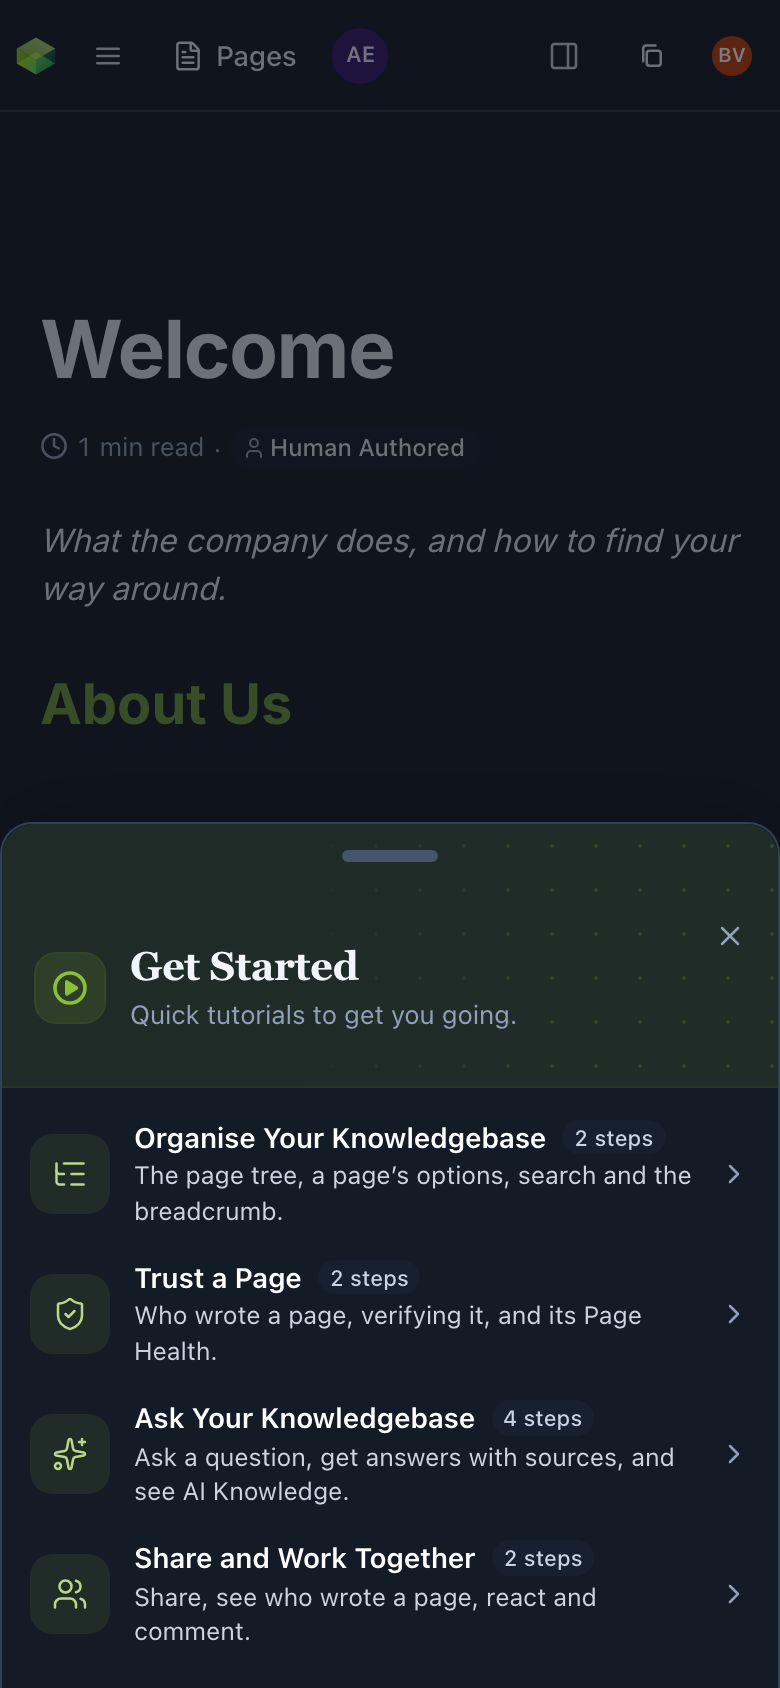 Pages
AE
BV
Welcome
1 min read · Human Authored
What the company does, and how to find your
way around.
About Us
Get Started
Quick tutorials to get you going.
Organise Your Knowledgebase 2 steps
The page tree, a page’s options, search and the
breadcrumb.
Trust a Page 2 steps
Who wrote a page, verifying it, and its Page
Health.
Ask Your Knowledgebase 4 steps
Ask a question, get answers with sources, and
see AI Knowledge.
Share and Work Together 2 steps
Share, see who wrote a page, react and
comment.